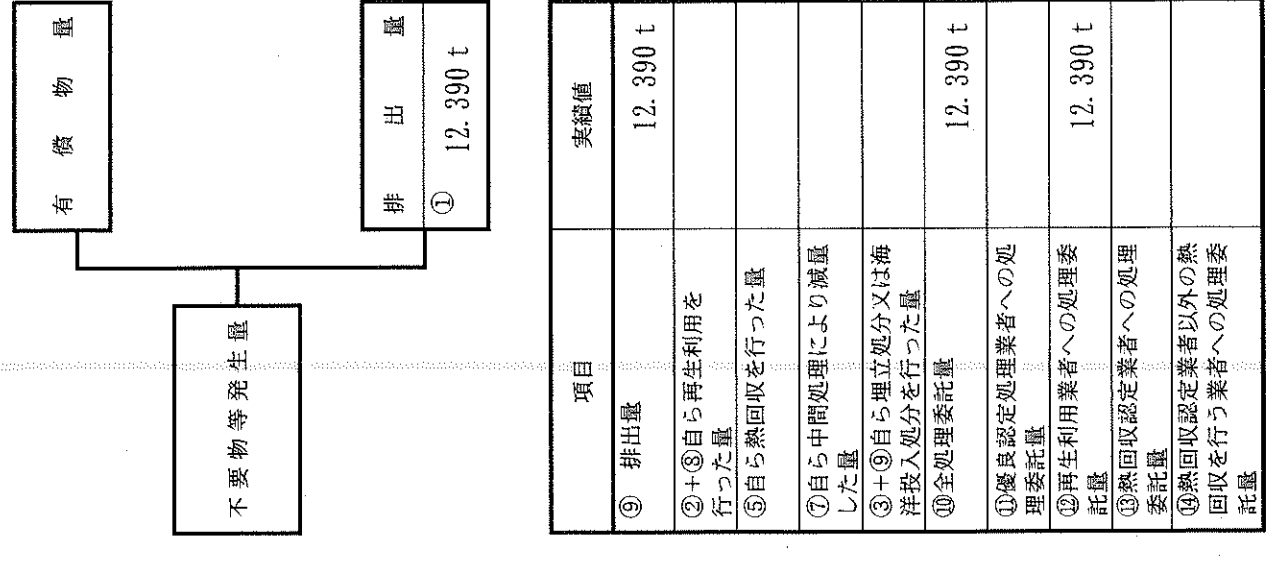 有償物量
不要物等発生量
排出量
① 12.390 t
項目 実績値
⑨ 排出量 12.390 t
②+⑧自ら再生利用を
行った量
⑤自ら熱回収を行った量
⑦自ら中間処理により減量
した量
③+⑨自ら埋立処分又は海
洋投入処分を行った量
⑩全処理委託量 12.390 t
⑪優良認定処理業者への処
理委託量
⑫再生利用業者への処理委
託量 12.390 t
⑬熱回収認定業者への処理
委託量
⑭熱回収認定業者以外の熱
回収を行う業者への処理委
託量